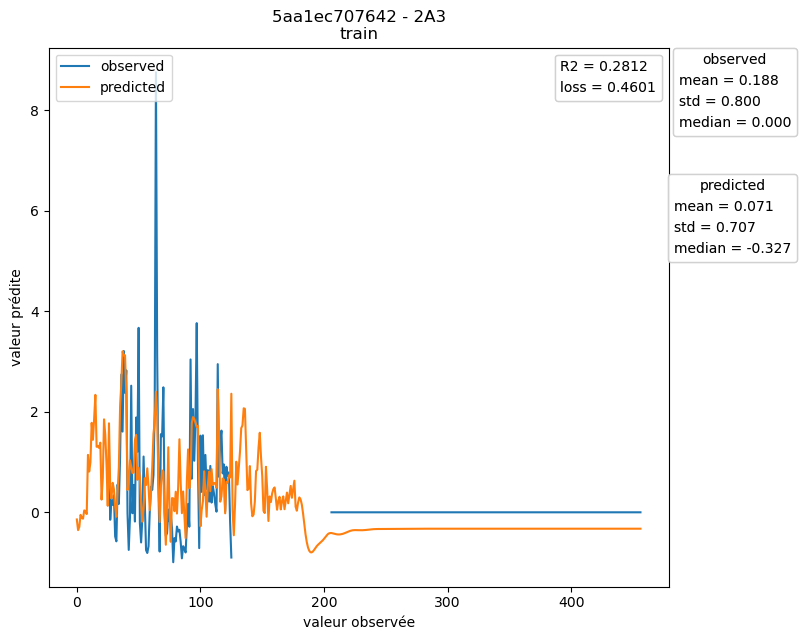 5aa1ec707642 - 2A3
train
observed
predicted
R2 = 0.2812
loss = 0.4601
observed
mean = 0.188
std = 0.800
median = 0.000
predicted
mean = 0.071
std = 0.707
median = -0.327
valeur prédite
8
6
4
2
0
0
100
200
300
400
valeur observée